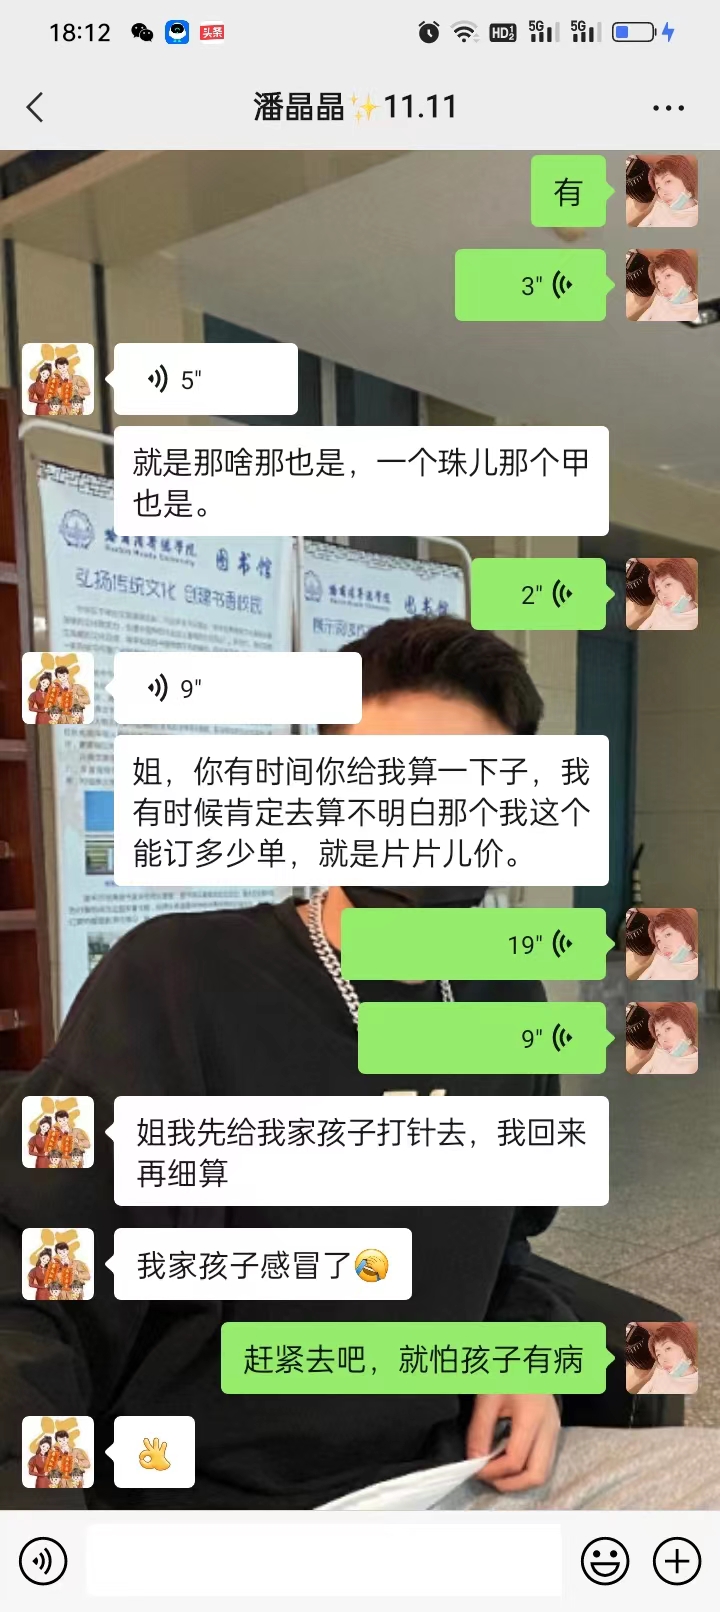 18:12
头条
HD
5G
5G
潘晶晶✨11.11
有
3"
5"
就是那啥那也是，一个珠儿那个甲
也是。
图书馆
弘扬传统文化 创建书香校园
2"
9"
姐，你有时间你给我算一下子，我
有时候肯定去算不明白那个我这个
能订多少单，就是片片儿价。
19"
9"
姐我先给我家孩子打针去，我回来
再细算
我家孩子感冒了🤣
赶紧去吧，就怕孩子有病
👌